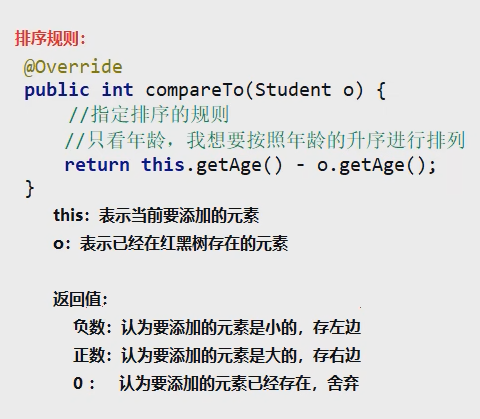 排序规则：
@Override
public int compareTo(Student o) {
//指定排序的规则
//只看年龄，我想要按照年龄的升序进行排列
return this.getAge() - o.getAge();
}
this：表示当前要添加的元素
o：表示已经在红黑树存在的元素
返回值：
负数：认为要添加的元素是小的，存左边
正数：认为要添加的元素是大的，存右边
0 ： 认为要添加的元素已经存在，舍弃